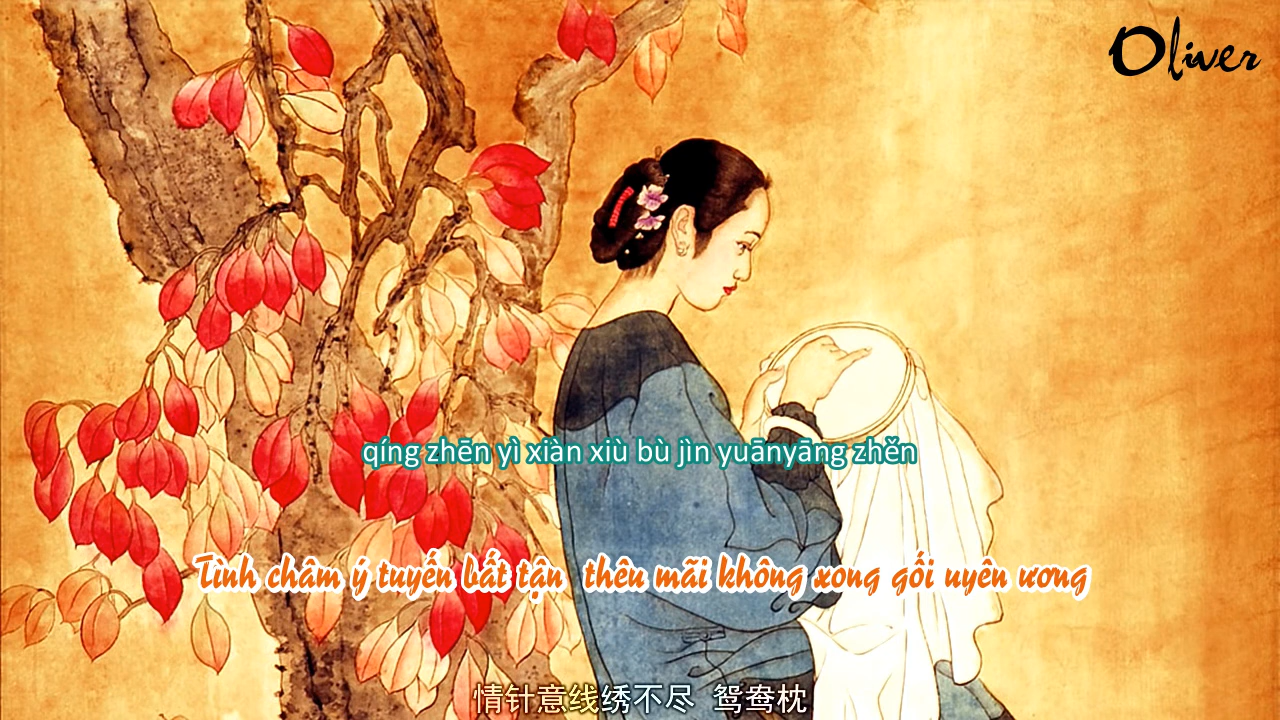 Oliver
qíng zhēn yì xiàn xiù bù jìn yuānyāng zhěn
Tình châm ý tuyến bất tận thêu mãi không xong gối uyên ương
情针意线绣不尽 鸳鸯枕